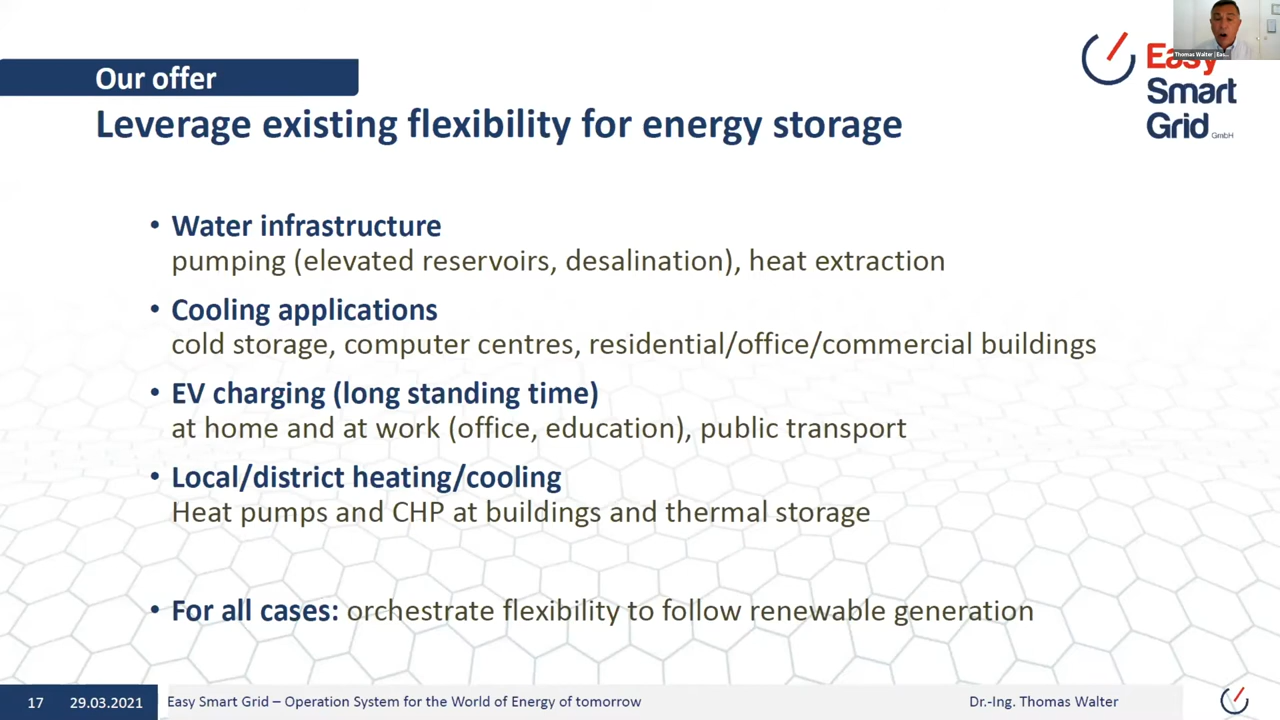 Our offer
Leverage existing flexibility for energy storage
Thomas Walter | Eas...
Easy
Smart
Grid GmbH
• Water infrastructure
pumping (elevated reservoirs, desalination), heat extraction
• Cooling applications
cold storage, computer centres, residential/office/commercial buildings
• EV charging (long standing time)
at home and at work (office, education), public transport
• Local/district heating/cooling
Heat pumps and CHP at buildings and thermal storage
• For all cases: orchestrate flexibility to follow renewable generation
17 29.03.2021 Easy Smart Grid – Operation System for the World of Energy of tomorrow Dr.-Ing. Thomas Walter